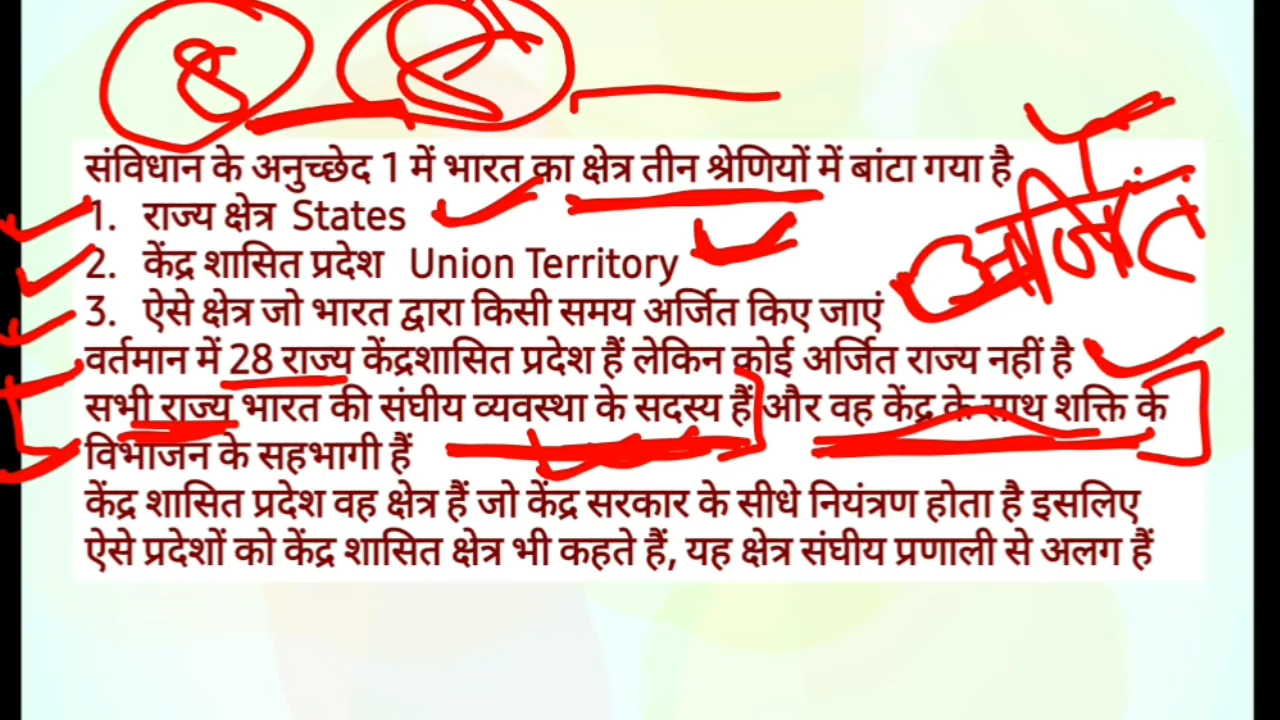 संविधान के अनुच्छेद 1 में भारत का क्षेत्र तीन श्रेणियों में बांटा गया है
1. राज्य क्षेत्र States
2. केंद्र शासित प्रदेश Union Territory
3. ऐसे क्षेत्र जो भारत द्वारा किसी समय अर्जित किए जाएं
अर्जित
वर्तमान में 28 राज्य केंद्रशासित प्रदेश हैं लेकिन कोई अर्जित राज्य नहीं है
सभी राज्य भारत की संघीय व्यवस्था के सदस्य हैं और वह केंद्र के साथ शक्ति के
विभाजन के सहभागी हैं
केंद्र शासित प्रदेश वह क्षेत्र हैं जो केंद्र सरकार के सीधे नियंत्रण होता है इसलिए
ऐसे प्रदेशों को केंद्र शासित क्षेत्र भी कहते हैं, यह क्षेत्र संघीय प्रणाली से अलग हैं